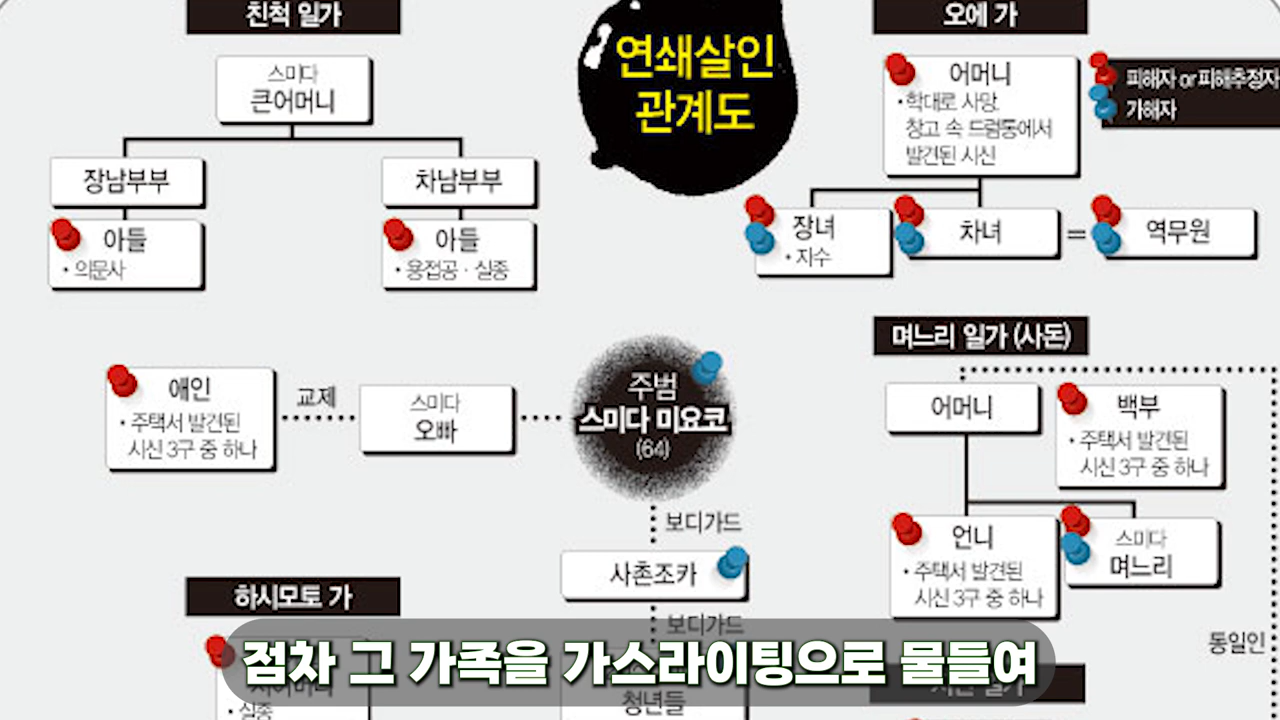 친척 일가
스미다
큰어머니
장남부부
차남부부
아들
• 의문사
아들
• 용접공 · 실종
연쇄살인
관계도
오에 가
어머니
• 학대로 사망.
창고 속 드럼통에서
발견된 시신
피해자 or 피해추정자
가해자
장녀
• 자수
차녀
=
역무원
애인
• 주택서 발견된
시신 3구 중 하나
교제
스미다
오빠
주범
스미다 미요코
(64)
보디가드
사촌조카
보디가드
청년들
며느리 일가 (사돈)
어머니
백부
• 주택서 발견된
시신 3구 중 하나
언니
• 주택서 발견된
시신 3구 중 하나
스미다
며느리
통일인
하시모토 가
• 실종
점차 그 가족을 가스라이팅으로 물들여